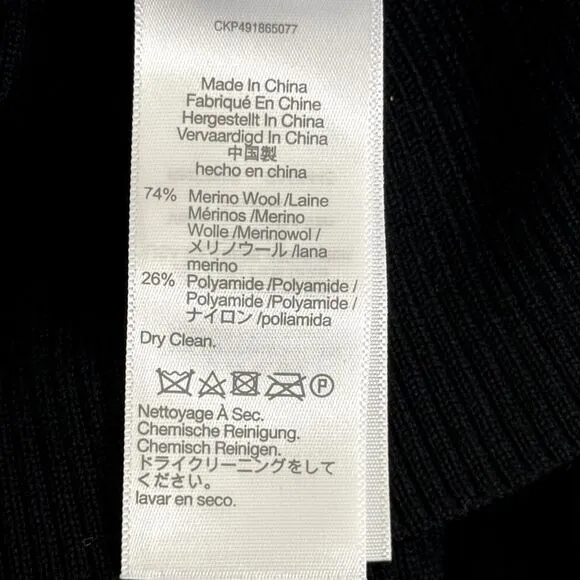 CKP491865077
Made In China
Fabriqué En Chine
Hergestellt In China
Vervaardigd In China
中国製
hecho en china
74% Merino Wool /Laine
Mérinos /Merino
Wolle /Merinowol /
メリノウール /lana
merino
26% Polyamide /Polyamide /
Polyamide /Polyamide /
ナイロン /poliamida
Dry Clean.
P
Nettoyage À Sec.
Chemische Reinigung.
Chemisch Reinigen.
ドライクリーニングをして
ください。
lavar en seco.